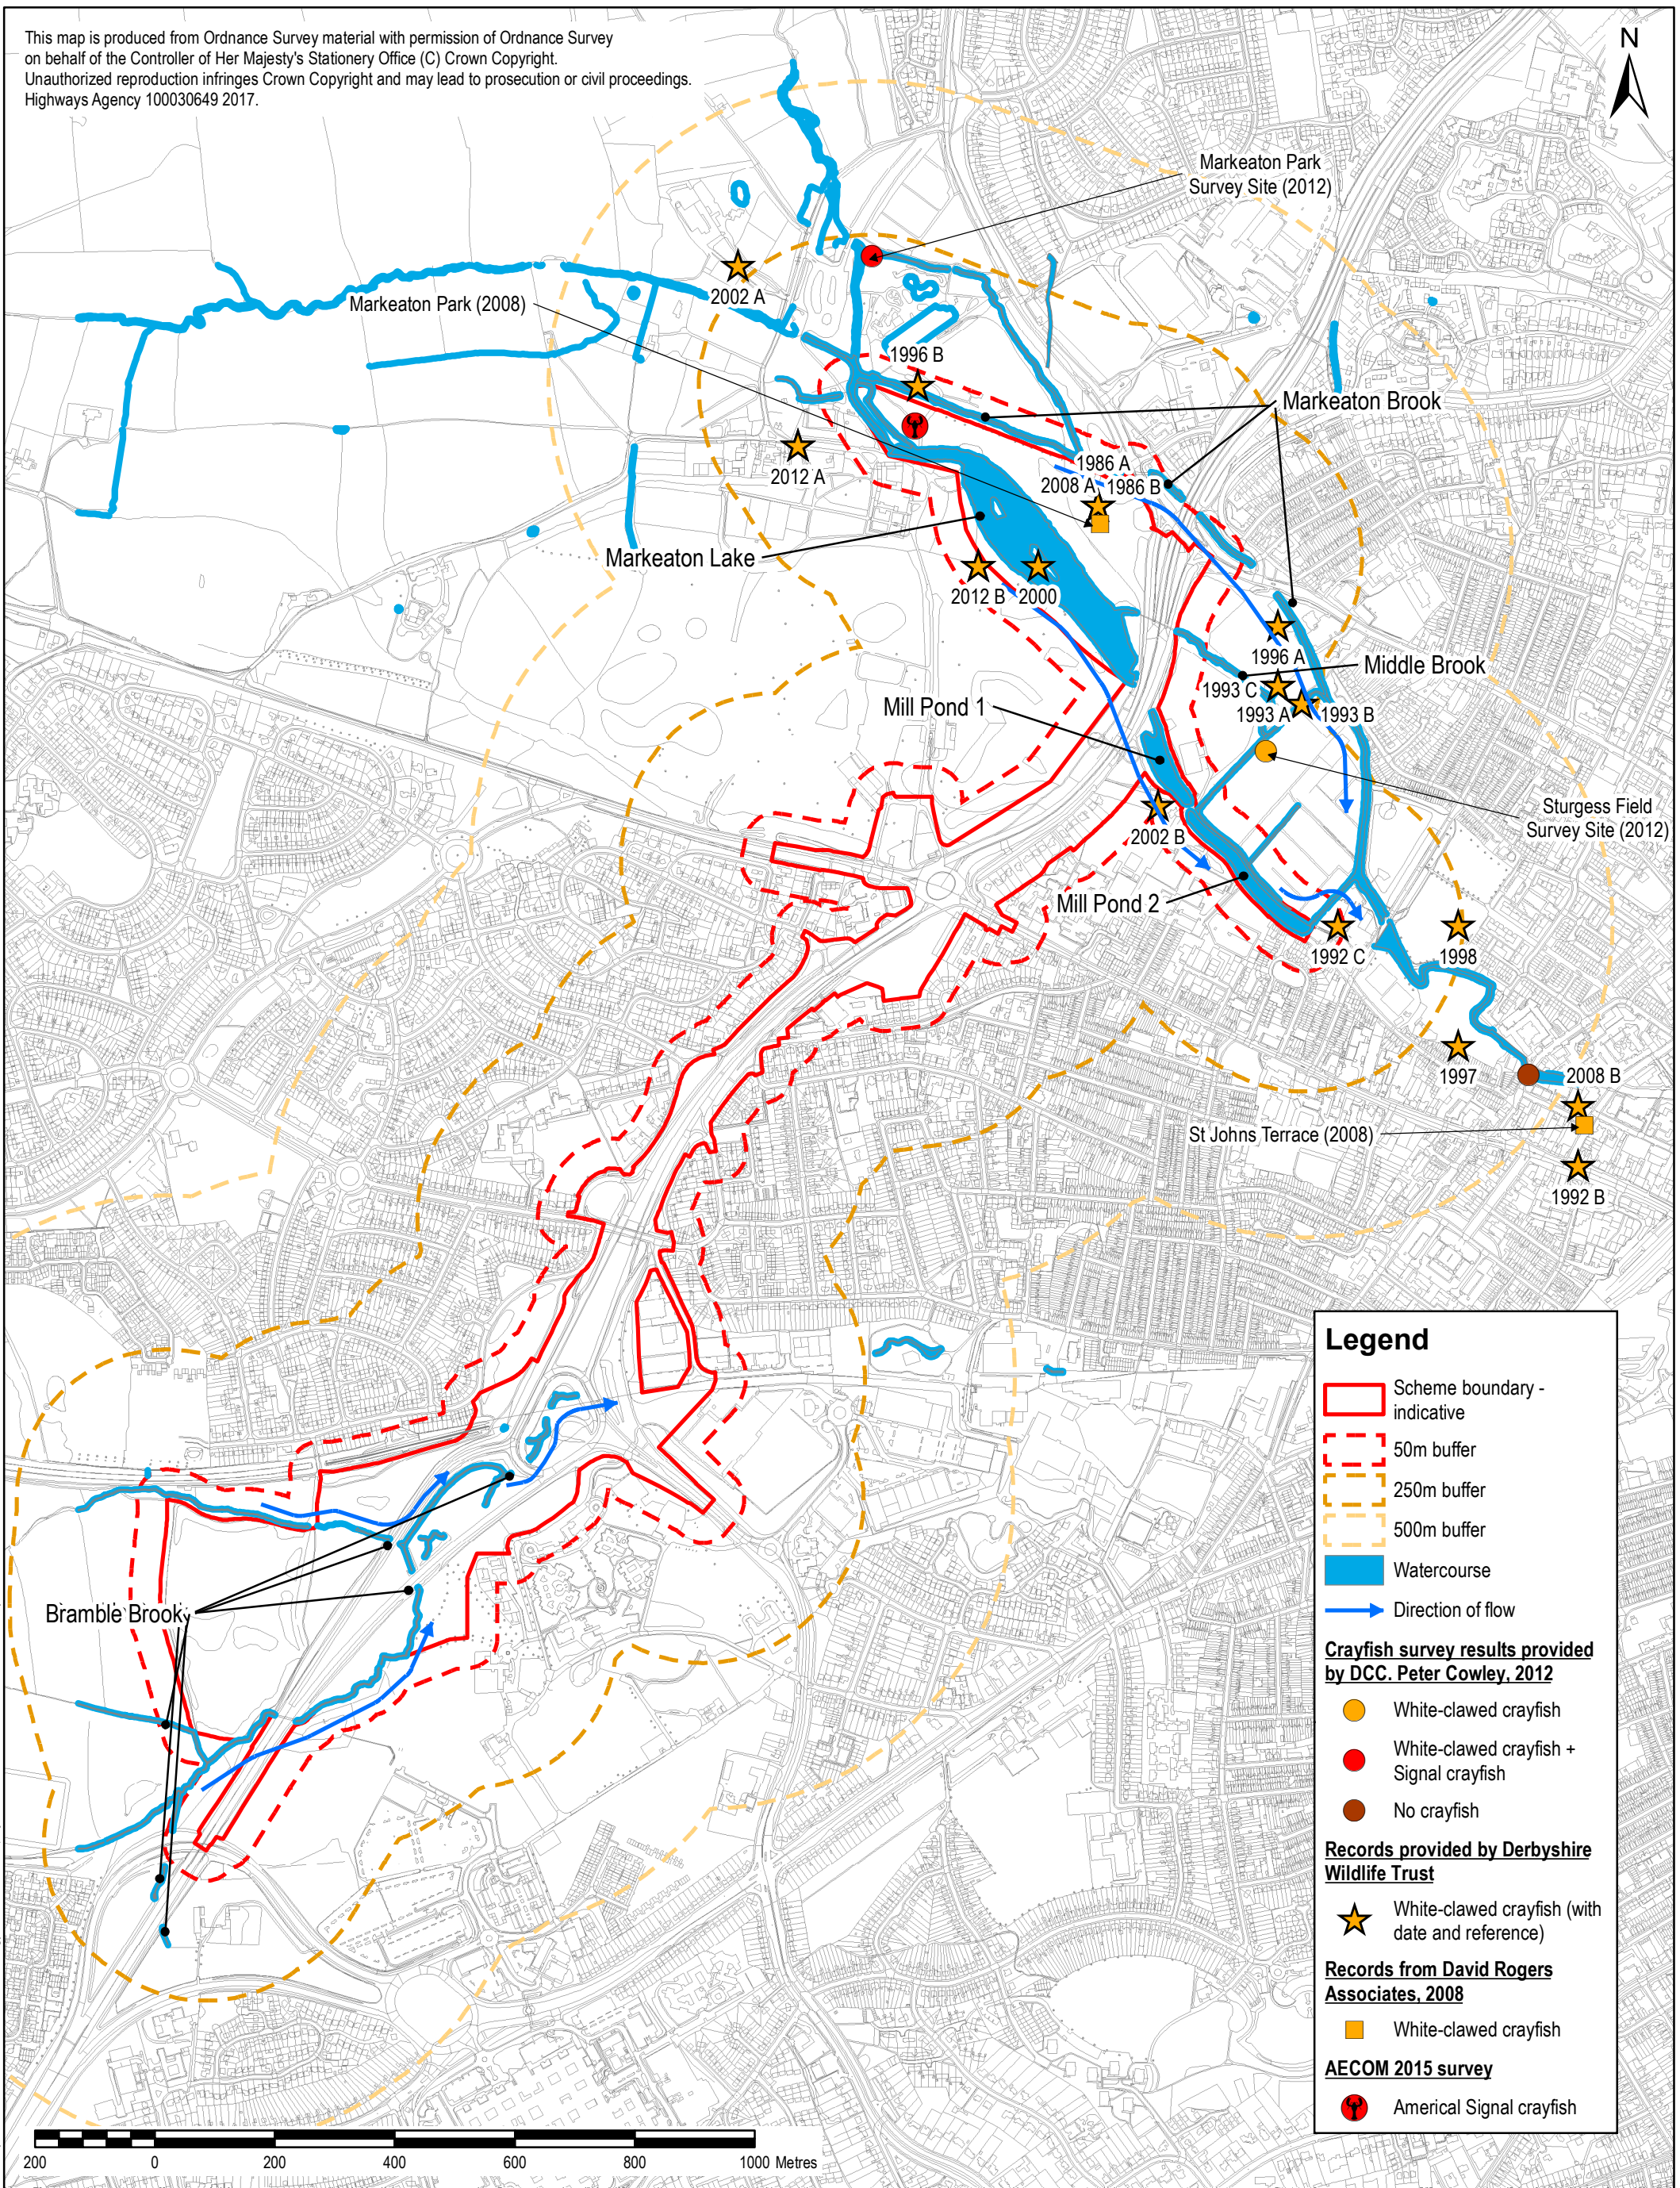 This map is produced from Ordnance Survey material with permission of Ordnance Survey
on behalf of the Controller of Her Majesty's Stationery Office (C) Crown Copyright.
Unauthorized reproduction infringes Crown Copyright and may lead to prosecution or civil proceedings.
Highways Agency 100030649 2017.
N
Markeaton Park
Survey Site (2012)
2002 A
Markeaton Park (2008)
1996 B
Markeaton Brook
2012 A
1986 A
2008 A
1986 B
Markeaton Lake
2012 B
2000
1996 A
Middle Brook
1993 C
1993 A
1993 B
Mill Pond 1
Sturgess Field
Survey Site (2012)
2002 B
Mill Pond 2
1992 C
1998
1997
2008 B
St Johns Terrace (2008)
1992 B
Bramble Brook
Legend
Scheme boundary -
indicative
50m buffer
250m buffer
500m buffer
Watercourse
Direction of flow
Crayfish survey results provided
by DCC. Peter Cowley, 2012
White-clawed crayfish
White-clawed crayfish +
Signal crayfish
No crayfish
Records provided by Derbyshire
Wildlife Trust
White-clawed crayfish (with
date and reference)
Records from David Rogers
Associates, 2008
White-clawed crayfish
AECOM 2015 survey
Americal Signal crayfish
200 0 200 400 600 800 1000 Metres